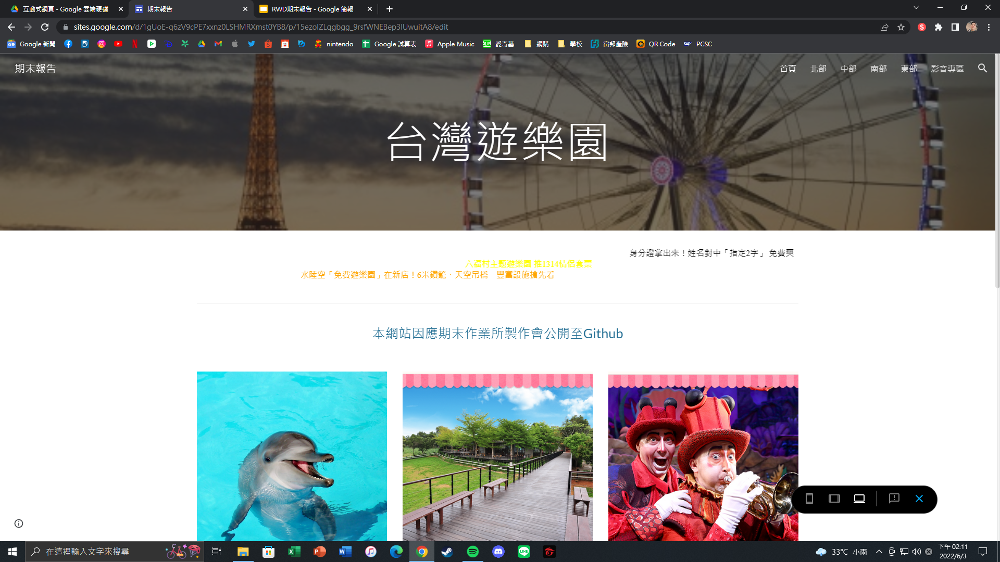 互動式網頁 - Google 雲端硬碟
期末報告
RWD期末報告 - Google 簡報
sites.google.com/d/1gUoE-q6zV9cPE7xxnz0LSHMRXmst0YB8/p/15ezolZLqgbgg_9rsfWNEBep3IUwuitA8/edit
Google 新聞
nintendo
Google 試算表
Apple Music
愛奇藝
網購
學校
富邦產險
QR Code
PCSC
期末報告
首頁
北部
中部
南部
東部
影音專區
台灣遊樂園
身分證拿出來！姓名對中「指定2字」 免費爽
六福村主題遊樂園 推1314情侶套票
水陸空「免費遊樂園」在新店！6米鑽籠、天空吊橋　豐富設施搶先看
本網站因應期末作業所製作會公開至Github
在這裡輸入文字來搜尋
33°C 小雨
下午 02:11
2022/6/3